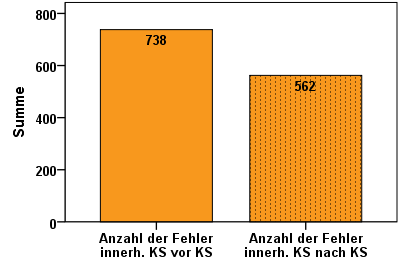 800
600
400
200
0
Summe
738
562
Anzahl der Fehler
innerh. KS vor KS
Anzahl der Fehler
innerh. KS nach KS